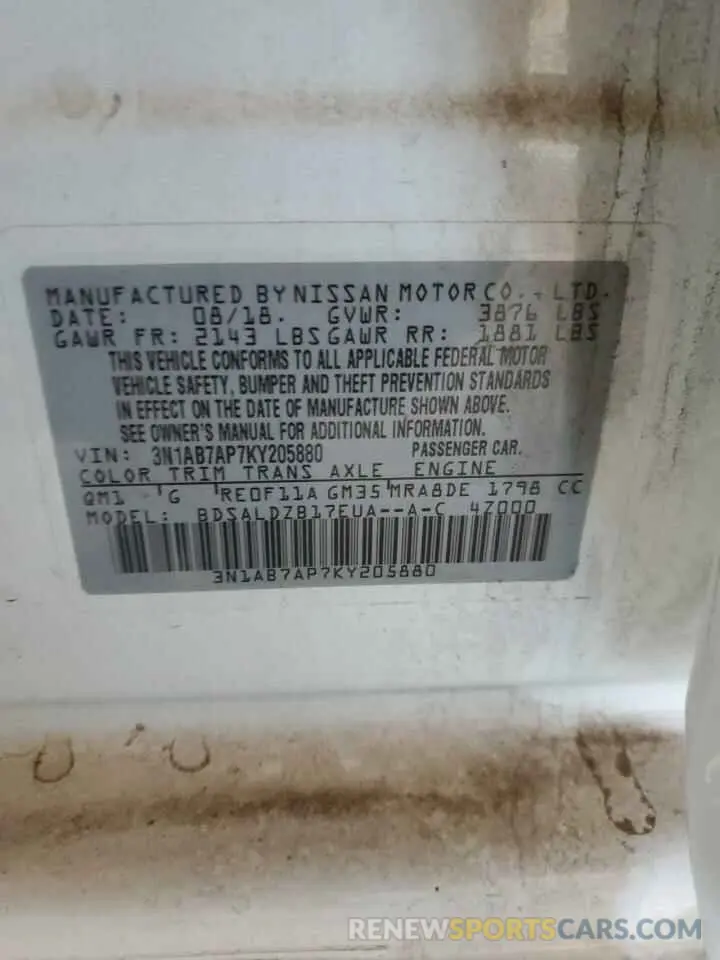 MANUFACTURED BY NISSAN MOTOR CO., LTD.
DATE: 08/18. GVWR: 3876 LBS
GAWR FR: 2143 LBS GAWR RR: 1881 LBS
THIS VEHICLE CONFORMS TO ALL APPLICABLE FEDERAL MOTOR
VEHICLE SAFETY, BUMPER AND THEFT PREVENTION STANDARDS
IN EFFECT ON THE DATE OF MANUFACTURE SHOWN ABOVE.
SEE OWNER'S MANUAL FOR ADDITIONAL INFORMATION.
VIN: 3N1AB7AP7KY205880 PASSENGER CAR.
COLOR TRIM TRANS AXLE ENGINE
QM1 G RE0F11A GM35 MRA8DE 1798 CC
MODEL: BDSALDZB17EUA--A-C 4Z000
3N1AB7AP7KY205880
RENEWSPORTSCARS.COM